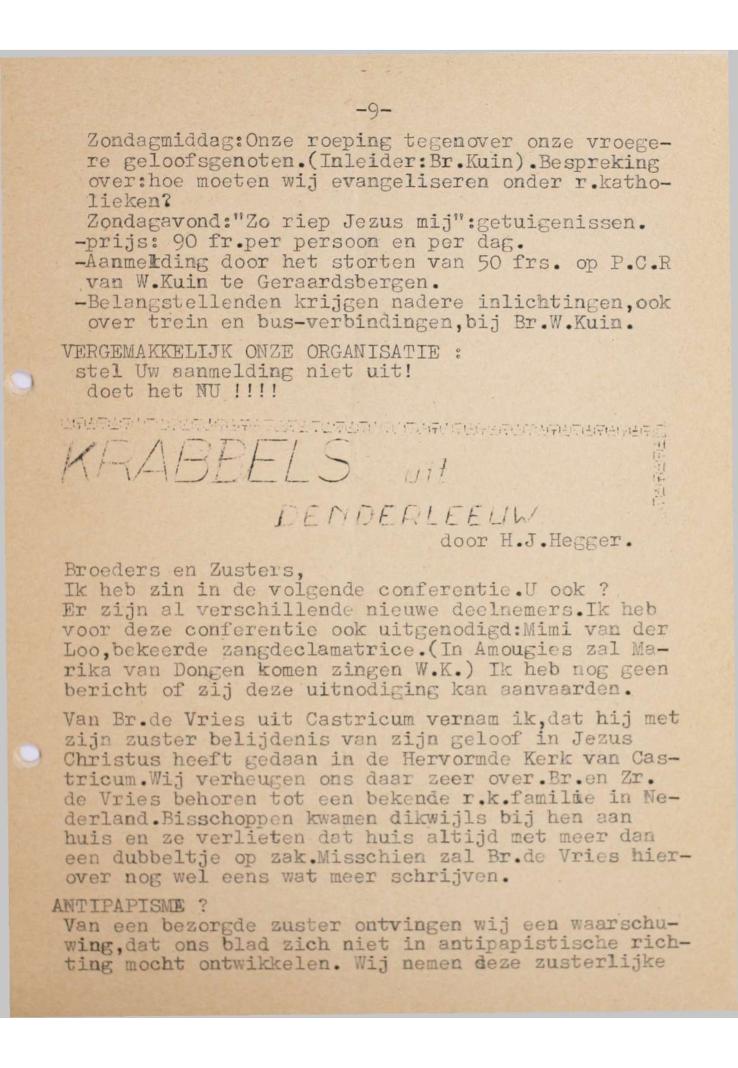 -9-
Zondagmiddag:Onze roeping tegenover onze vroege-
re geloofsgenoten.(Inleider:Br.Kuin).Bespreking
over:hoe moeten wij evangeliseren onder r.katho-
lieken?
Zondagavond:"Zo riep Jezus mij":getuigenissen.
-prijs: 90 fr.per persoon en per dag.
-Aanmelding door het storten van 50 frs. op P.C.R
van W.Kuin te Geraardsbergen.
-Belangstellenden krijgen nadere inlichtingen,ook
over trein en bus-verbindingen,bij Br.W.Kuin.
VERGEMAKKELIJK ONZE ORGANISATIE :
stel Uw aanmelding niet uit!
doet het NU !!!!
KRABBELS uit
DENDERLEEUW
door H.J.Hegger.
Broeders en Zusters,
Ik heb zin in de volgende conferentie.U ook ?
Er zijn al verschillende nieuwe deelnemers.Ik heb
voor deze conferentie ook uitgenodigd:Mimi van der
Loo,bekeerde zangdeclamatrice.(In Amougies zal Ma-
rika van Dongen komen zingen W.K.) Ik heb nog geen
bericht of zij deze uitnodiging kan aanvaarden.
Van Br.de Vries uit Castricum vernam ik,dat hij met
zijn zuster belijdenis van zijn geloof in Jezus
Christus heeft gedaan in de Hervormde Kerk van Cas-
tricum.Wij verheugen ons daar zeer over.Br.en Zr.
de Vries behoren tot een bekende r.k.familie in Ne-
derland.Bisschoppen kwamen dikwijls bij hen aan
huis en ze verlieten dat huis altijd met meer dan
een dubbeltje op zak.Misschien zal Br.de Vries hier-
over nog wel eens wat meer schrijven.
ANTIPAPISME ?
Van een bezorgde zuster ontvingen wij een waarschu-
wing,dat ons blad zich niet in antipapistische rich-
ting mocht ontwikkelen. Wij nemen deze zusterlijke